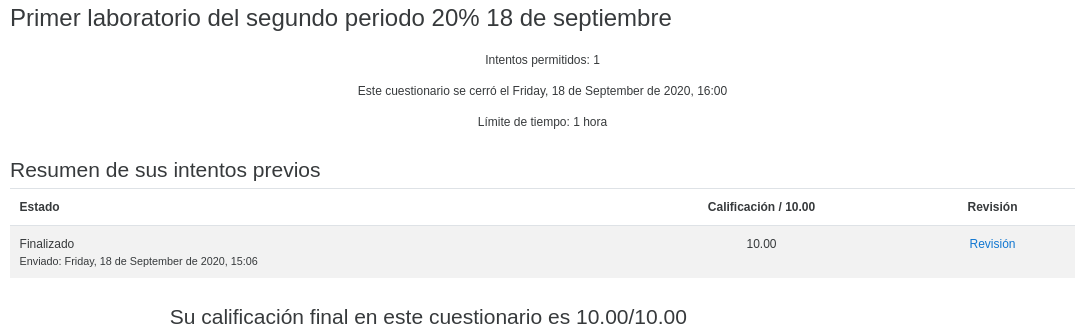 Primer laboratorio del segundo periodo 20% 18 de septiembre
Intentos permitidos: 1
Este cuestionario se cerró el Friday, 18 de September de 2020, 16:00
Límite de tiempo: 1 hora
Resumen de sus intentos previos
Estado Calificación / 10.00 Revisión
Finalizado 10.00 Revisión
Enviado: Friday, 18 de September de 2020, 15:06
Su calificación final en este cuestionario es 10.00/10.00